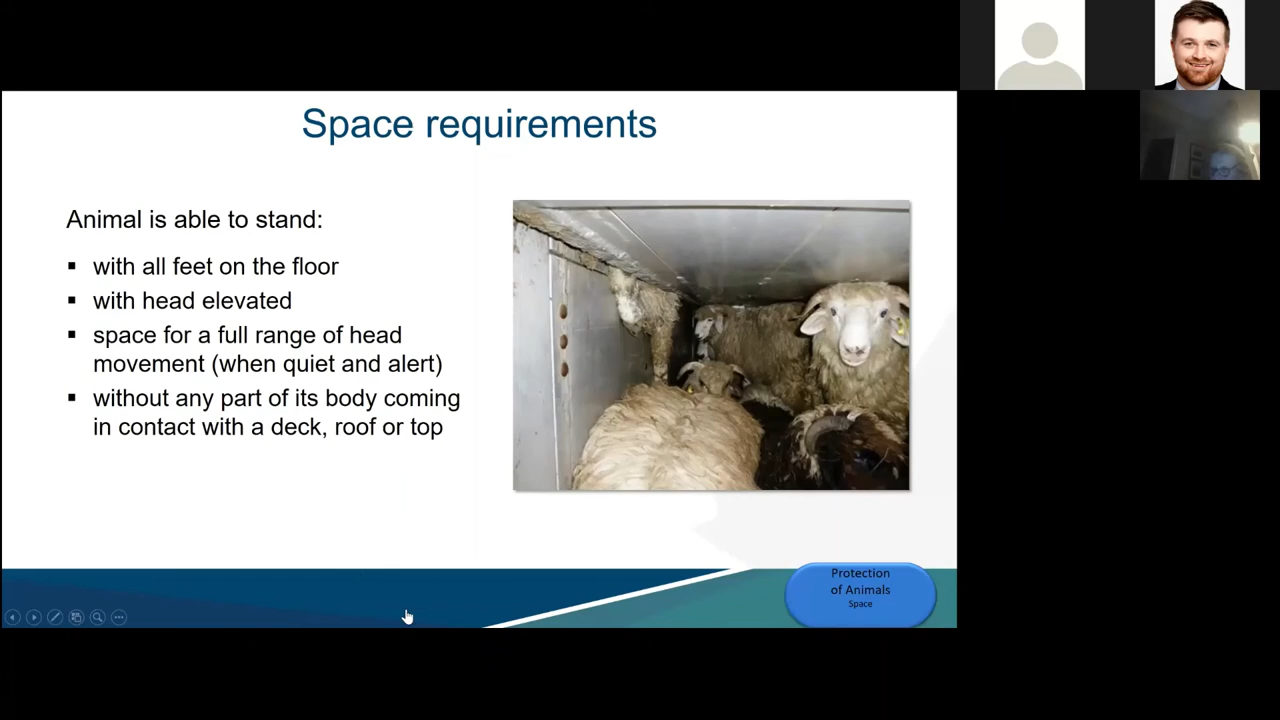 Space requirements
Animal is able to stand:
▪ with all feet on the floor
▪ with head elevated
▪ space for a full range of head
movement (when quiet and alert)
▪ without any part of its body coming
in contact with a deck, roof or top
Protection
of Animals
Space